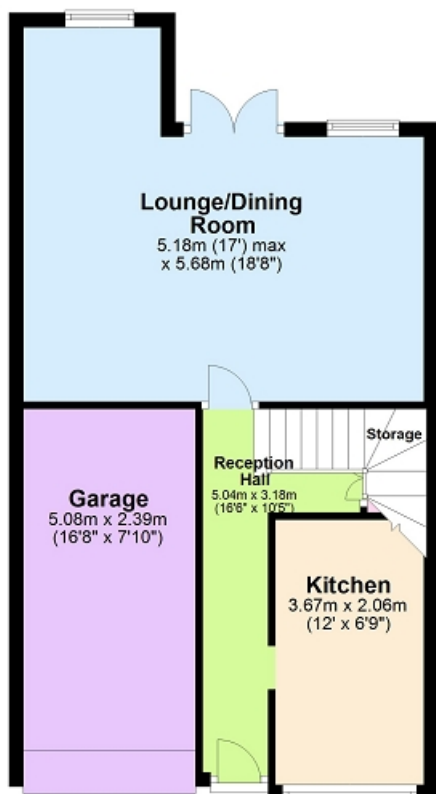 Lounge/Dining
Room
5.18m (17') max
x 5.68m (18'8")
Storage
Reception
Hall
5.04m x 3.18m
(16'6" x 10'5")
Garage
5.08m x 2.39m
(16'8" x 7'10")
Kitchen
3.67m x 2.06m
(12' x 6'9")